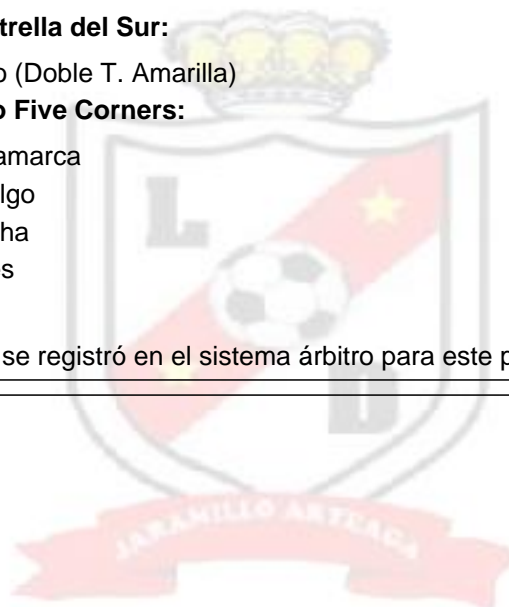 trella del Sur:
o (Doble T. Amarilla)
o Five Corners:
amarca
lgo
ha
s
se registró en el sistema árbitro para este p
L
D
JARAMILLO ARTEAGA